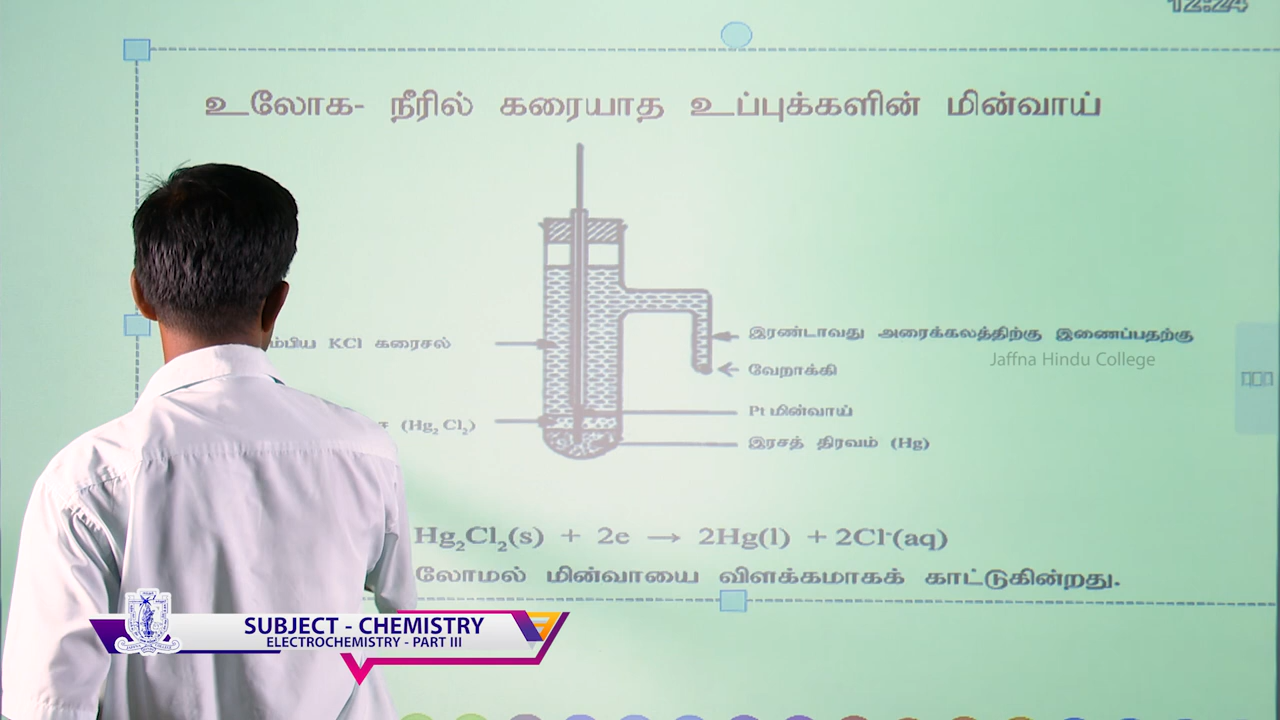 12:24
உலோக- நீரில் கரையாத உப்புக்களின் மின்வாய்
KCl கரைசல்
இரண்டாவது அரைக்கலத்திற்கு இணைப்பதற்கு
Jaffna Hindu College
வேறாக்கி
Pt மின்வாய்
(Hg₂Cl₂)
இரசத் திரவம் (Hg)
Hg₂Cl₂(s) + 2e → 2Hg(l) + 2Cl⁻(aq)
மின்வாயை விளக்கமாகக் காட்டுகின்றது.
SUBJECT - CHEMISTRY
ELECTROCHEMISTRY - PART III